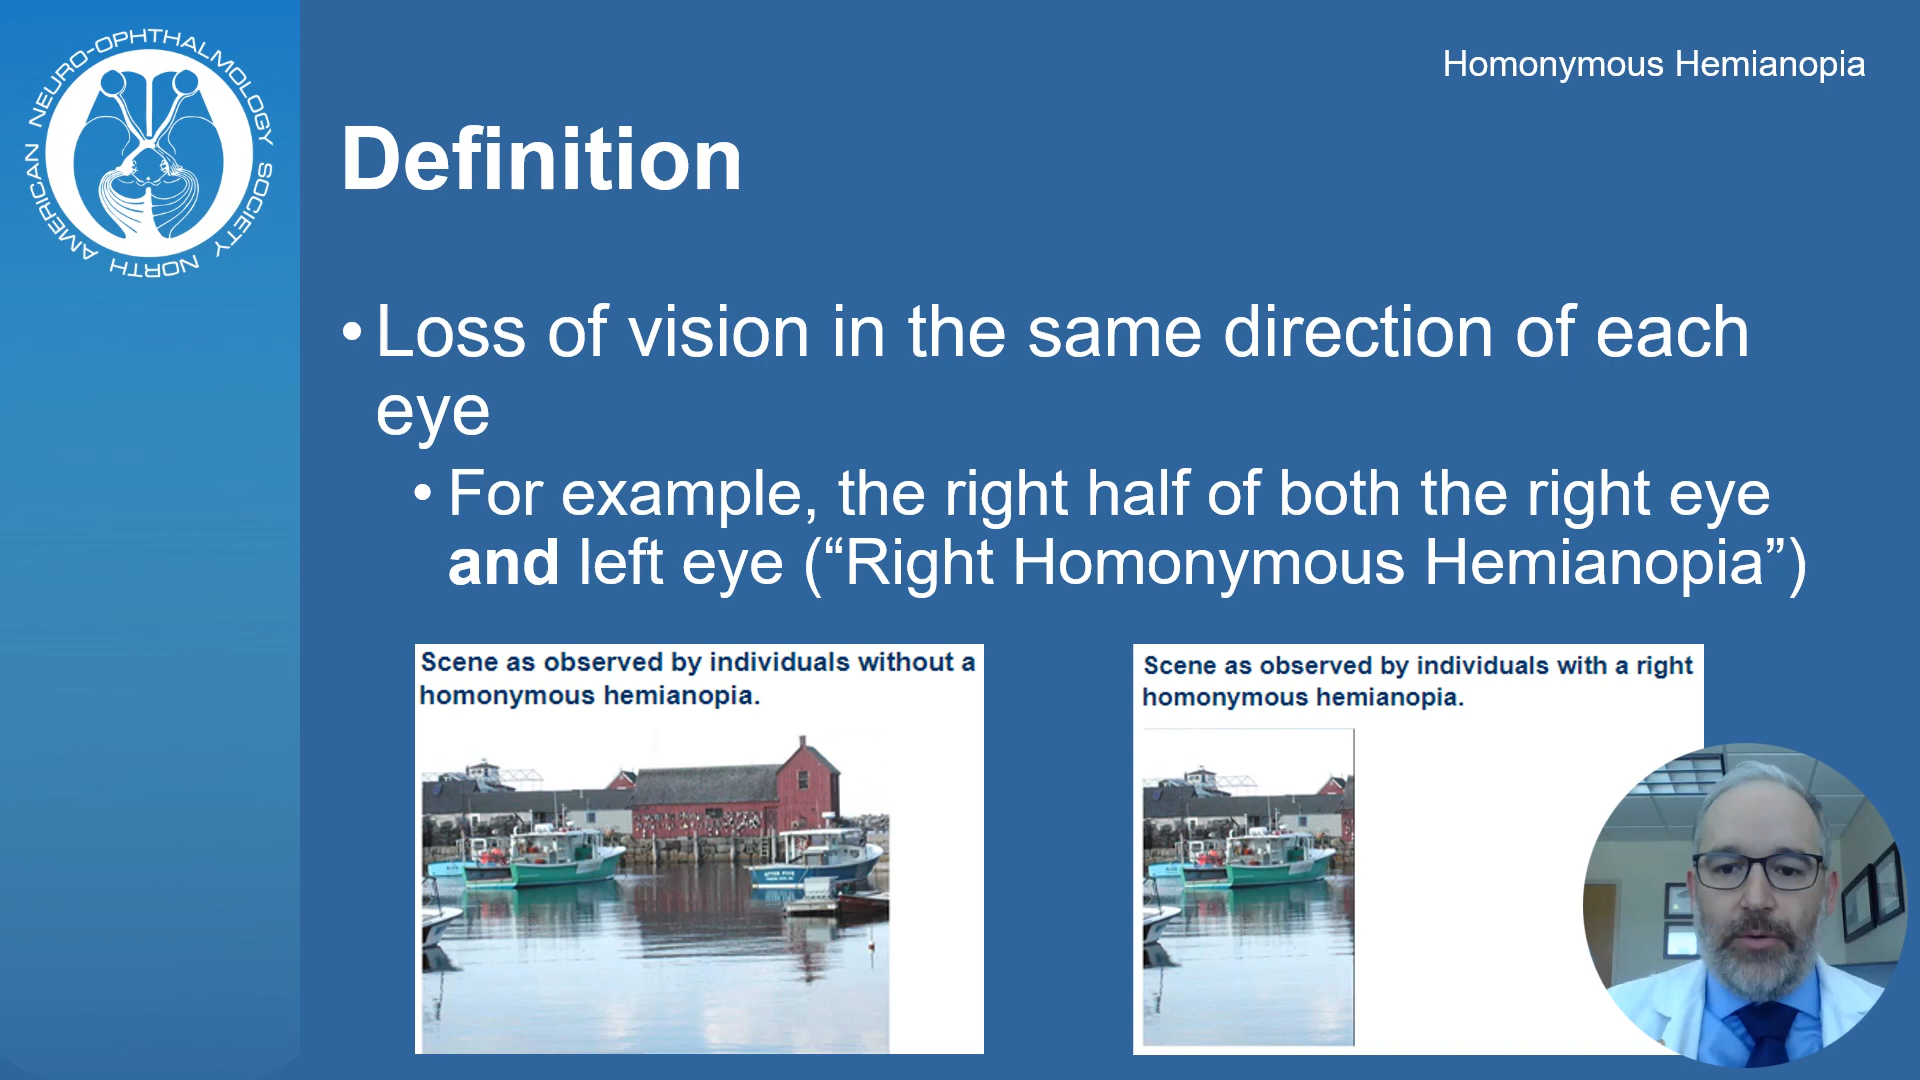 NORTH AMERICAN NEURO-OPHTHALMOLOGY SOCIETY
Homonymous Hemianopia
Definition
• Loss of vision in the same direction of each
eye
• For example, the right half of both the right eye
and left eye (“Right Homonymous Hemianopia”)
Scene as observed by individuals without a
homonymous hemianopia.
Scene as observed by individuals with a right
homonymous hemianopia.
AFTER FIVE